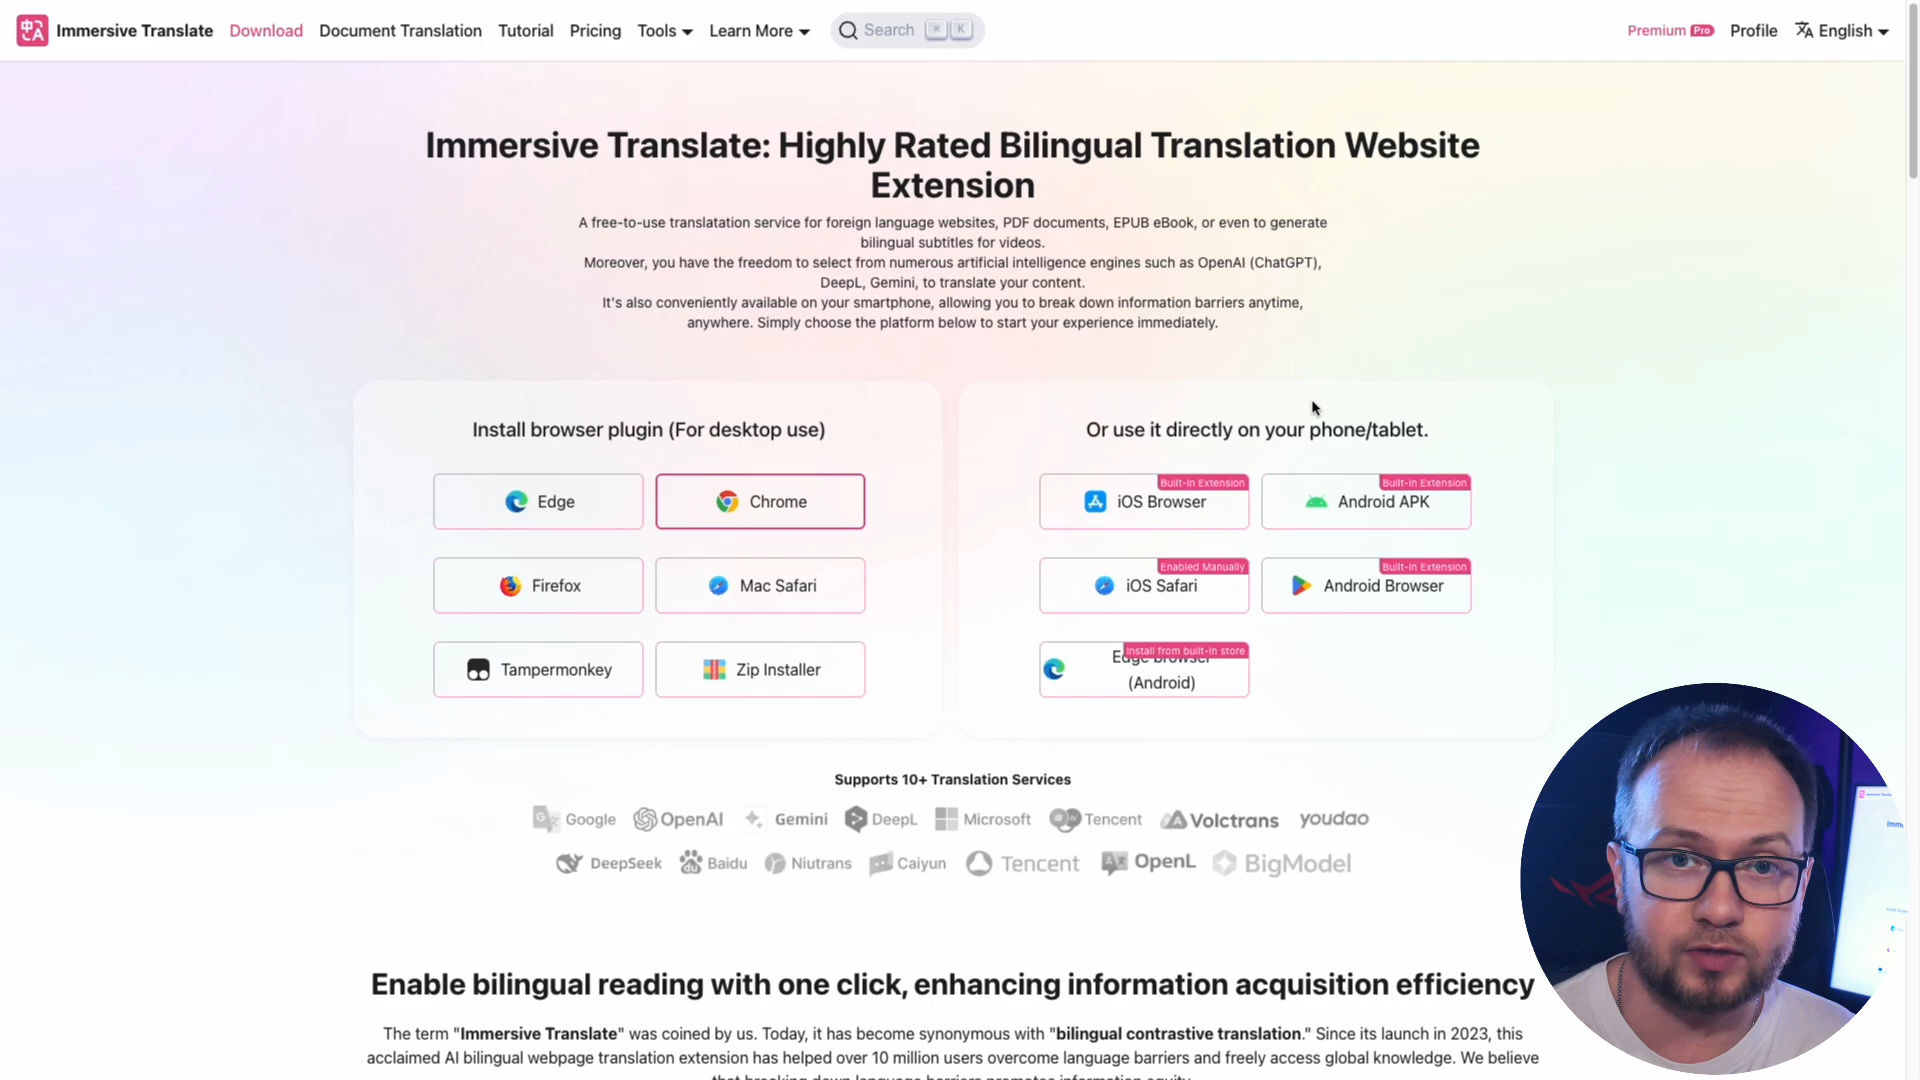 Immersive Translate Download Document Translation Tutorial Pricing Tools Learn More Search K Premium Pro Profile English
Immersive Translate: Highly Rated Bilingual Translation Website
Extension
A free-to-use translatation service for foreign language websites, PDF documents, EPUB eBook, or even to generate
bilingual subtitles for videos.
Moreover, you have the freedom to select from numerous artificial intelligence engines such as OpenAI (ChatGPT),
DeepL, Gemini, to translate your content.
It's also conveniently available on your smartphone, allowing you to break down information barriers anytime,
anywhere. Simply choose the platform below to start your experience immediately.
Install browser plugin (For desktop use)
Edge
Chrome
Firefox
Mac Safari
Tampermonkey
Zip Installer
Or use it directly on your phone/tablet.
Built-in Extension
iOS Browser
Built-in Extension
Android APK
Enabled Manually
iOS Safari
Built-in Extension
Android Browser
Install from built-in store
Edge browser
(Android)
Supports 10+ Translation Services
Google OpenAI Gemini DeepL Microsoft Tencent Volctrans youdao
DeepSeek Baidu Niutrans Caiyun Tencent OpenL BigModel
Enable bilingual reading with one click, enhancing information acquisition efficiency
The term "Immersive Translate" was coined by us. Today, it has become synonymous with "bilingual contrastive translation." Since its launch in 2023, this
acclaimed AI bilingual webpage translation extension has helped over 10 million users overcome language barriers and freely access global knowledge. We believe
that breaking down language barriers promotes information equity.